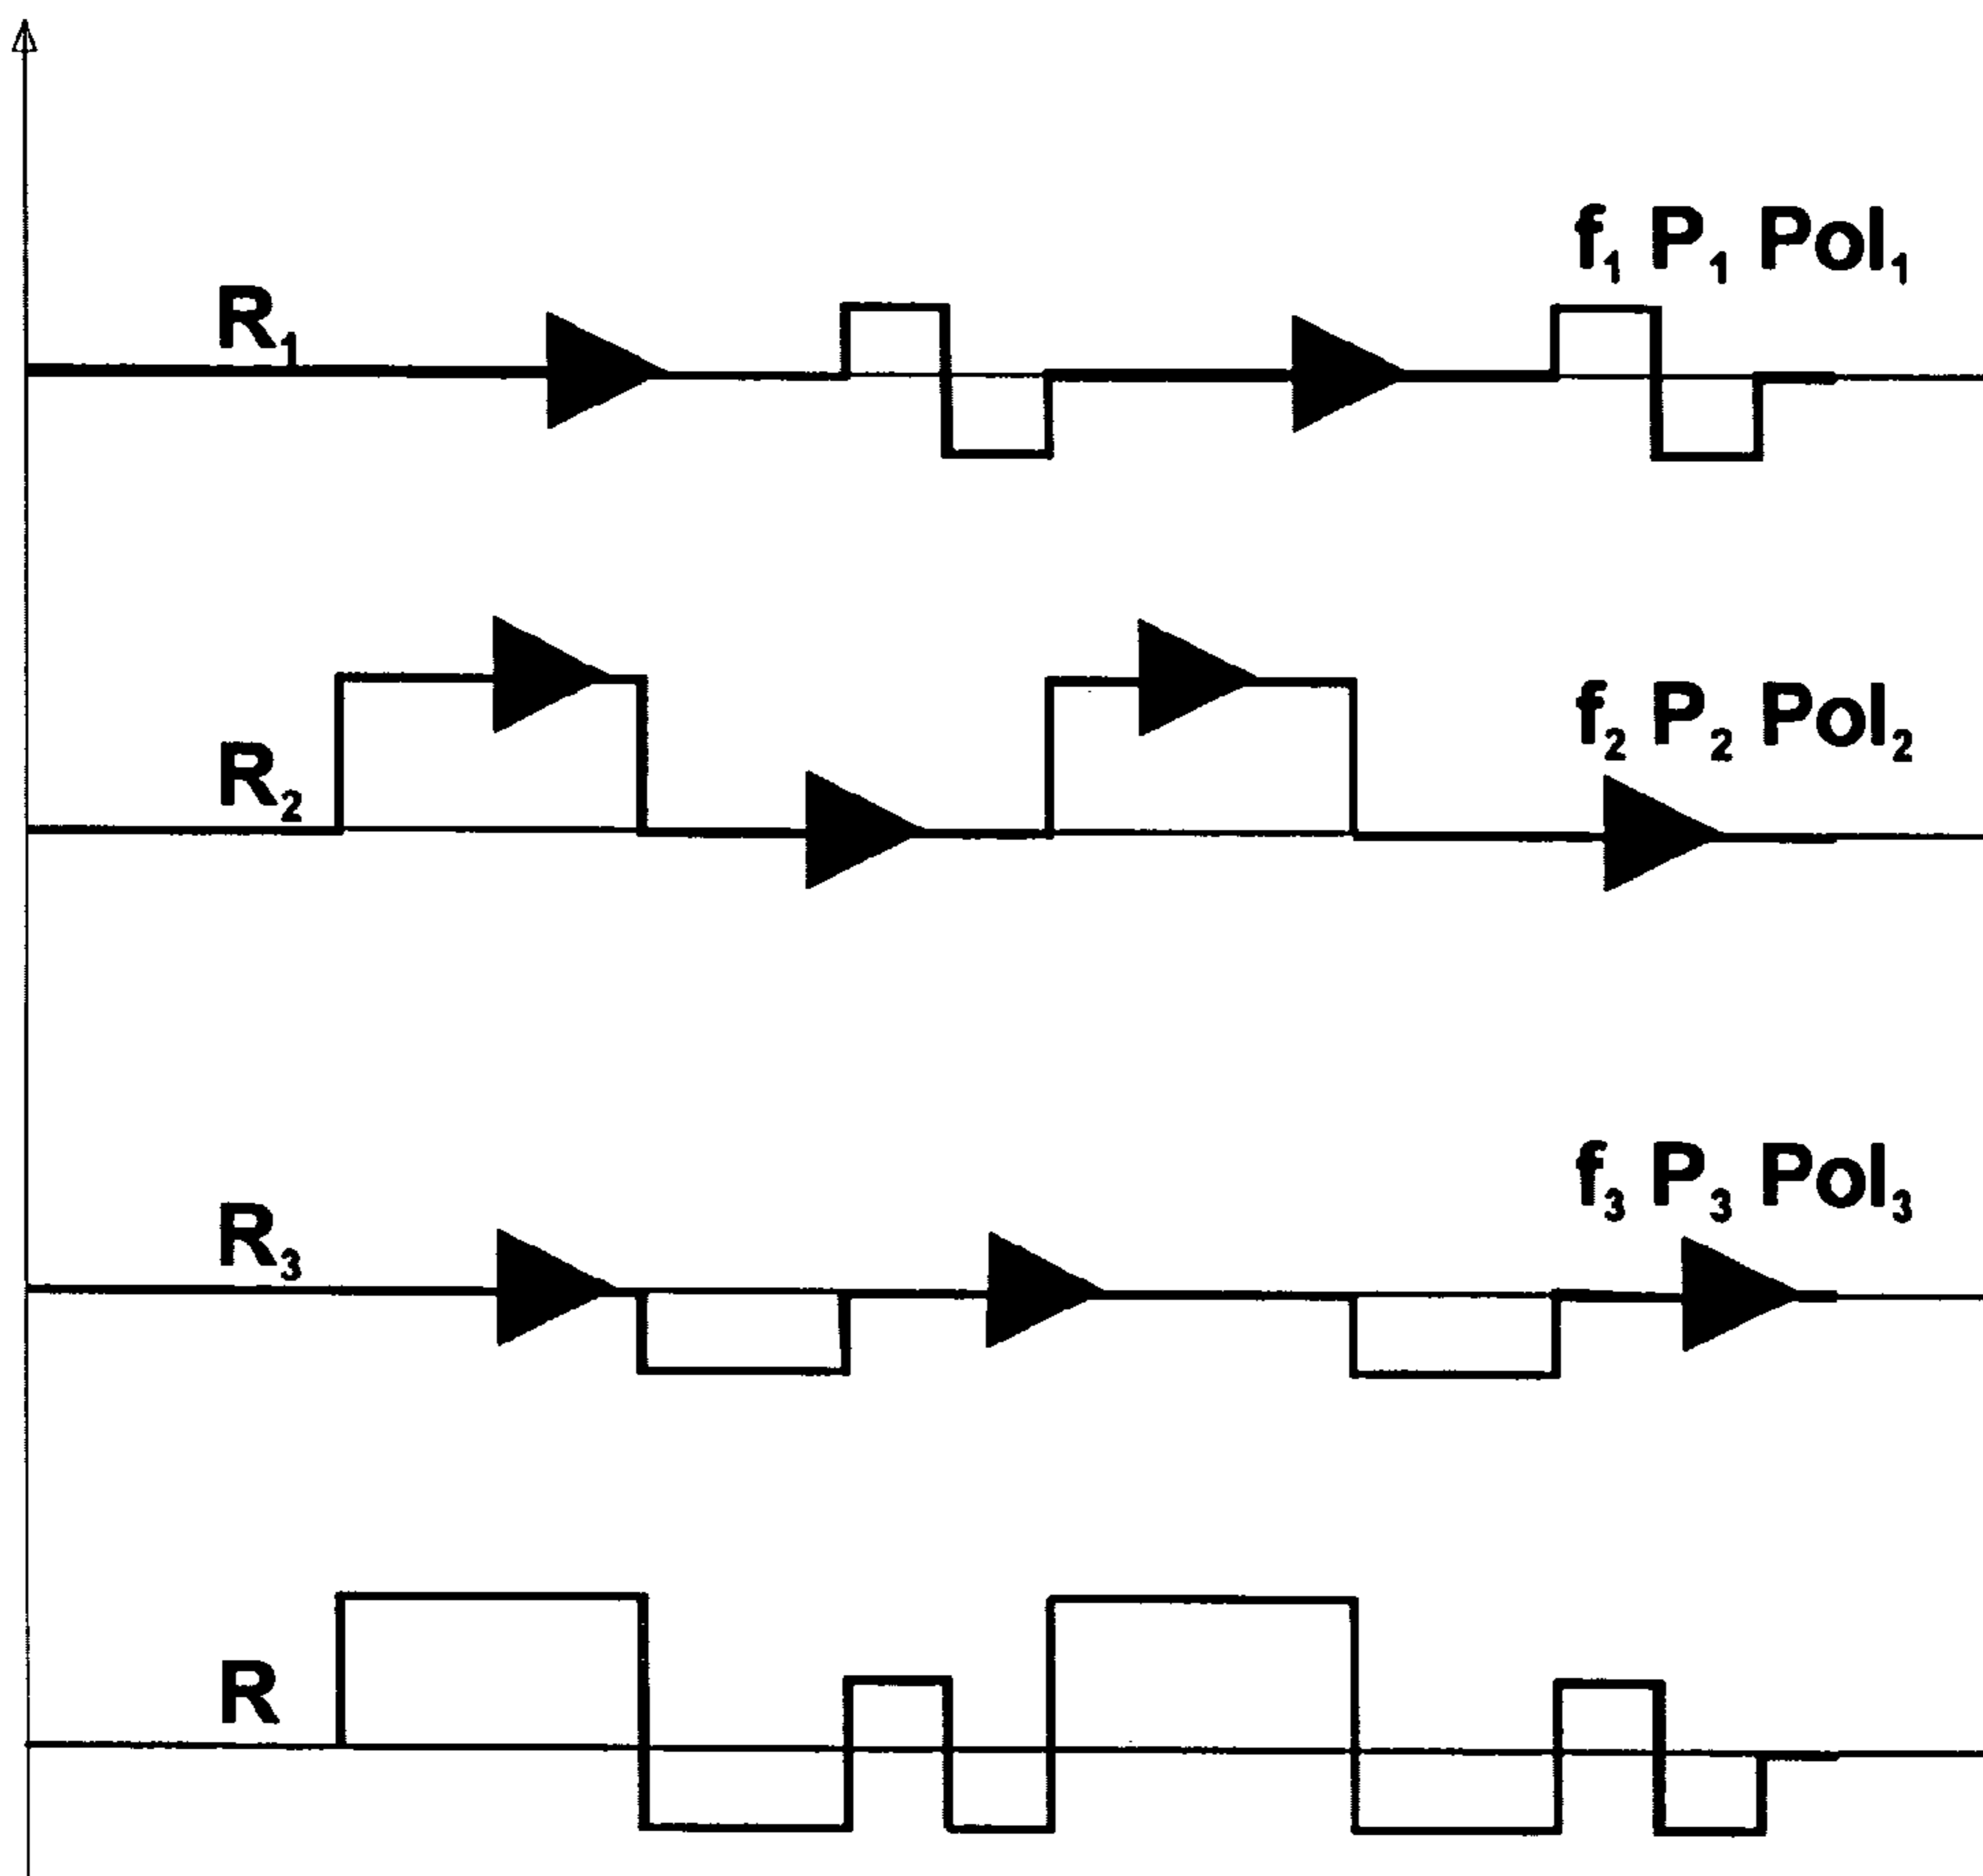 f₁ P₁ Pol₁
R₁
f₂ P₂ Pol₂
R₂
f₃ P₃ Pol₃
R₃
R